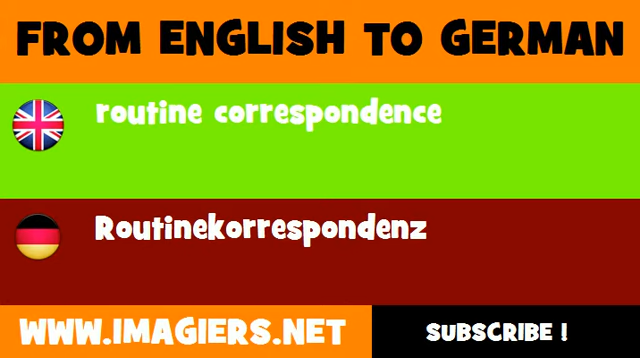 FROM ENGLISH TO GERMAN
routine correspondence
Routinekorrespondenz
WWW.IMAGIERS.NET
SUBSCRIBE !